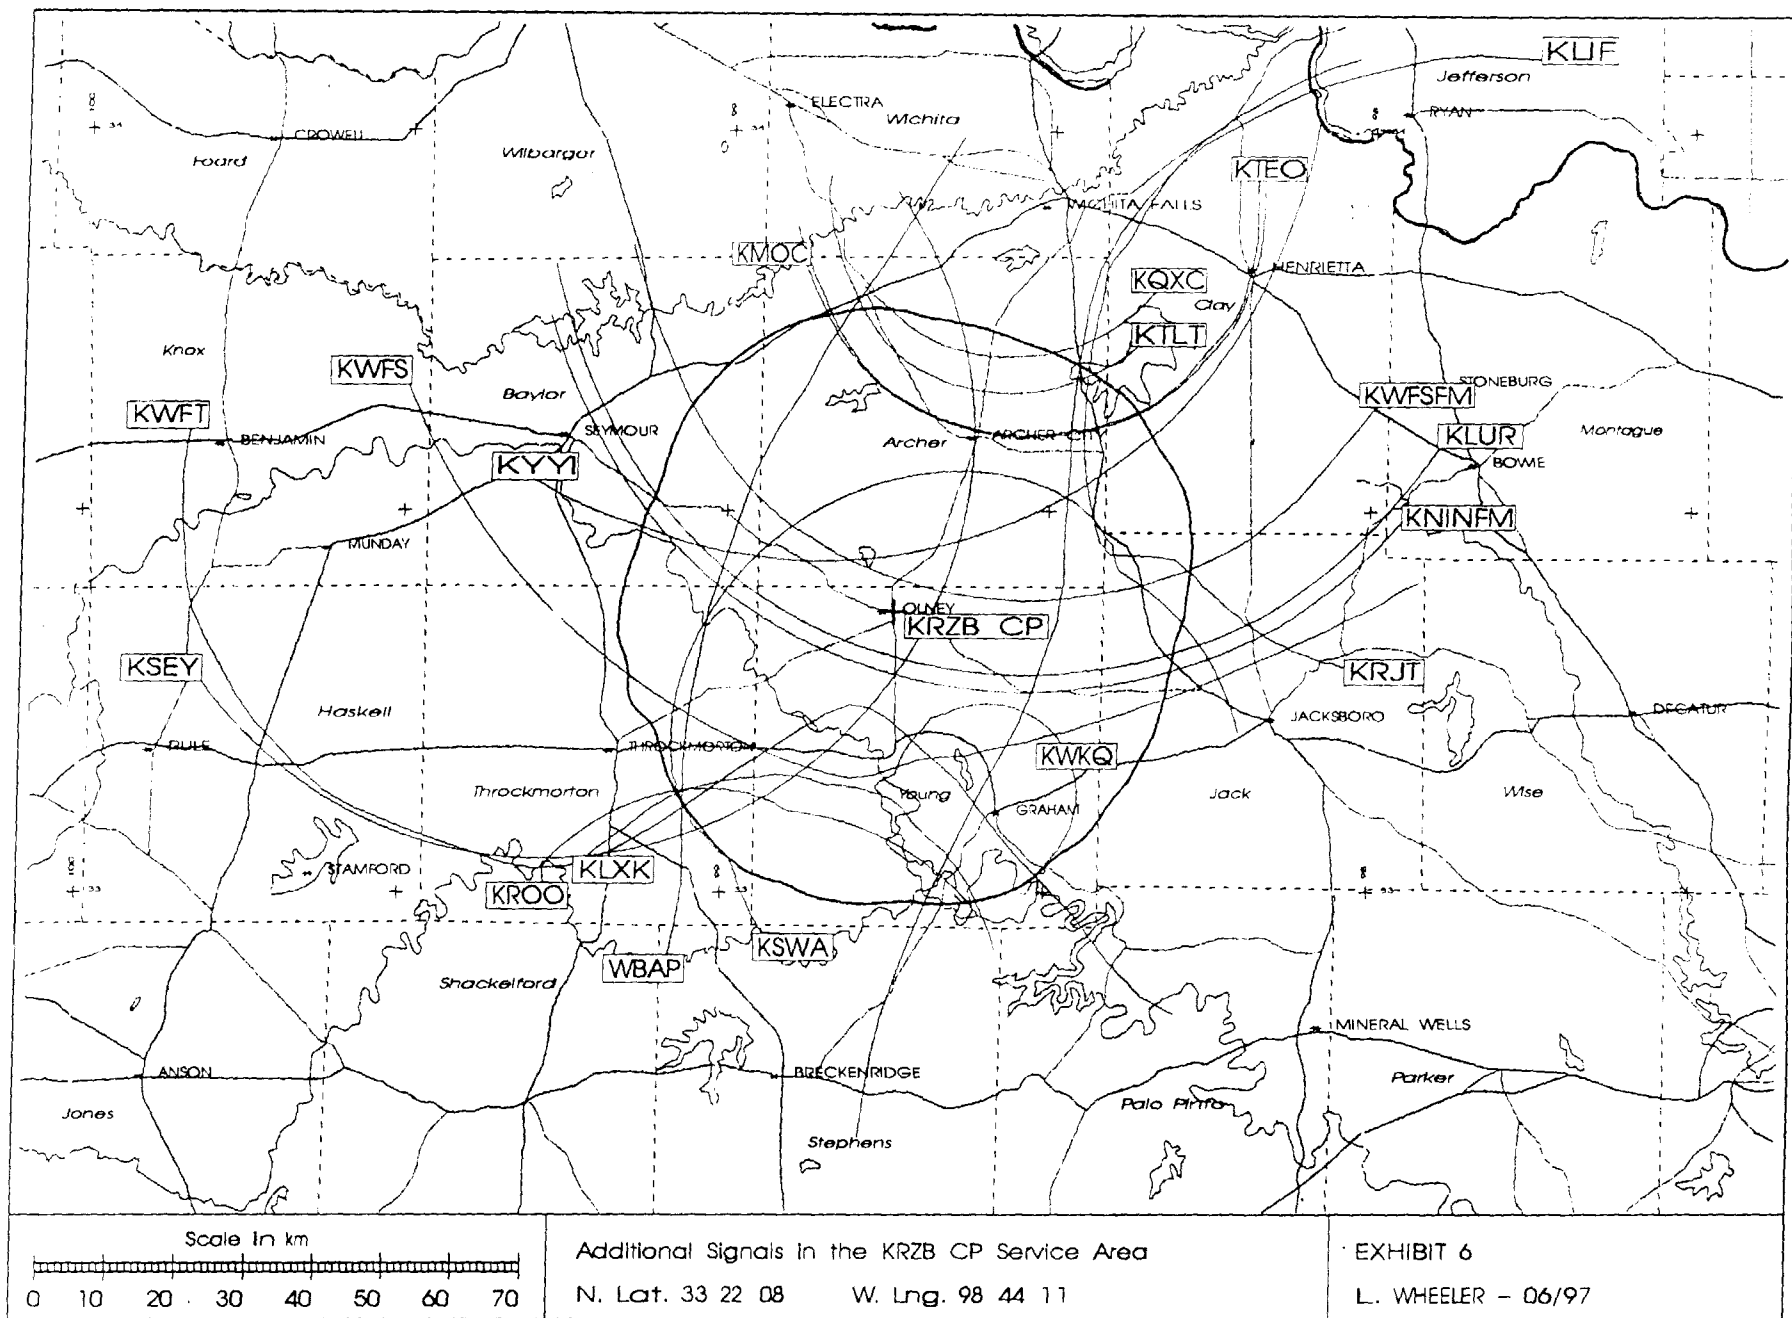 KLIF
Jefferson
ELECTRA
Wichita
RYAN
34
34
CROWELL
Foard
Wilbarger
KTEO
WICHITA FALLS
KMOC
HENRIETTA
KQXC
Clay
KTLT
Knox
KWFS
Baylor
STONEBURG
KWFSFM
KWFT
BENJAMIN
SEYMOUR
Archer
ARCHER CITY
KLUR
Montague
BOWIE
KYYI
KNINFM
MUNDAY
OLNEY
KRZB CP
KSEY
KRJT
Haskell
JACKSBORO
DECATUR
RULE
THROCKMORTON
KWKQ
Throckmorton
Young
GRAHAM
Jack
Wise
STAMFORD
KLXK
KROO
33
33
33
KSWA
WBAP
Shackelford
MINERAL WELLS
ANSON
BRECKENRIDGE
Parker
Jones
Palo Pinto
Stephens
Scale in km
0 10 20 30 40 50 60 70
Additional Signals in the KRZB CP Service Area
N. Lat. 33 22 08 W. Lng. 98 44 11
EXHIBIT 6
L. WHEELER - 06/97